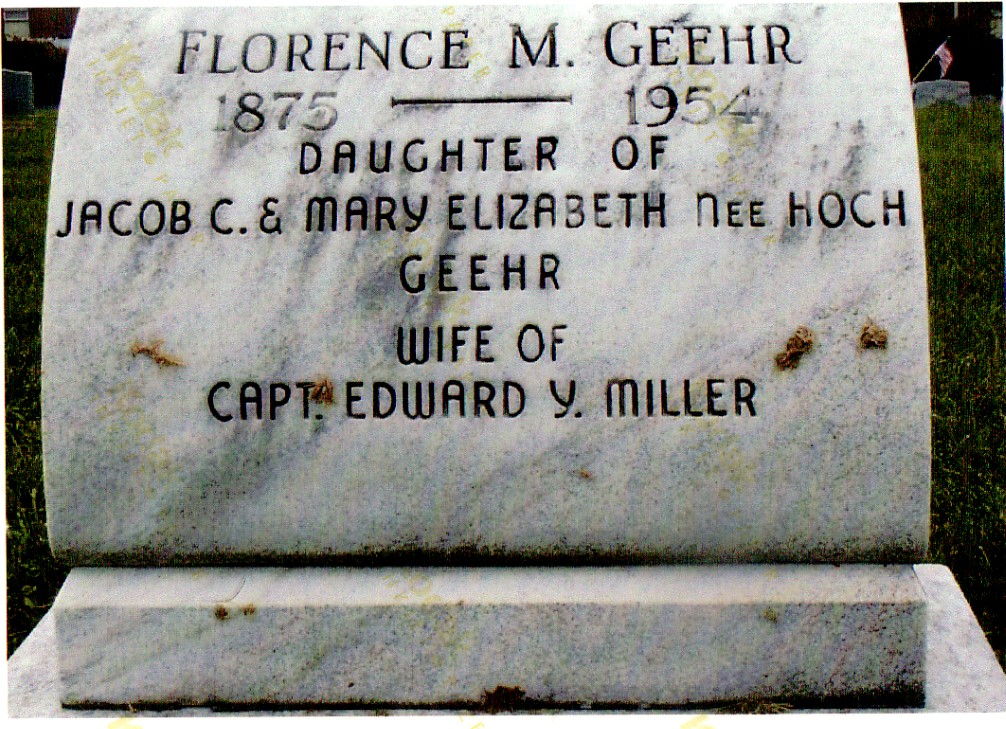 FLORENCE M. GEEHR
1875 — 1954
DAUGHTER OF
JACOB C. & MARY ELIZABETH NEE HOCH
GEEHR
WIFE OF
CAPT. EDWARD Y. MILLER